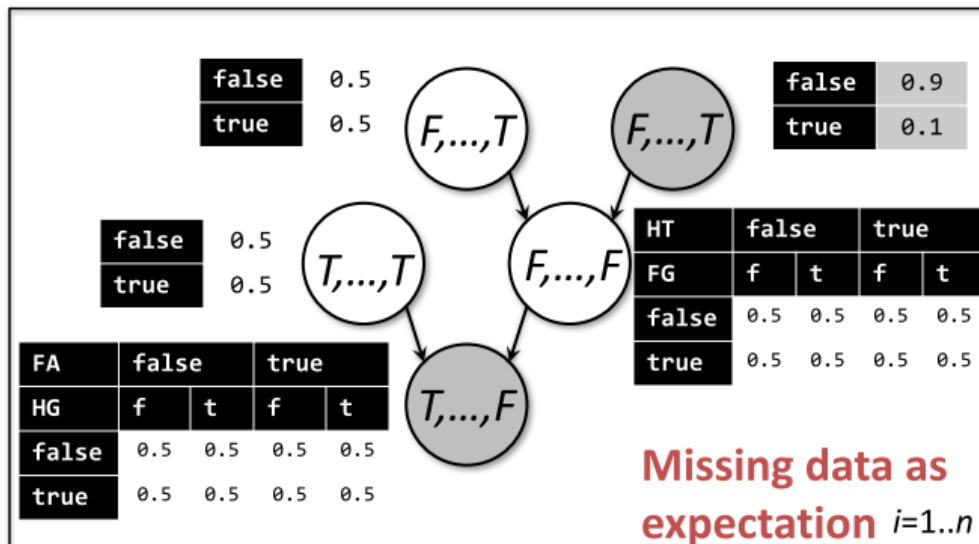 false 0.5
true 0.5
F,...,T
F,...,T
false 0.9
true 0.1
false 0.5
true 0.5
T,...,T
F,...,F
HT false true
FG f t f t
false 0.5 0.5 0.5 0.5
true 0.5 0.5 0.5 0.5
FA false true
HG f t f t
false 0.5 0.5 0.5 0.5
true 0.5 0.5 0.5 0.5
T,...,F
Missing data as
expectation i=1..n